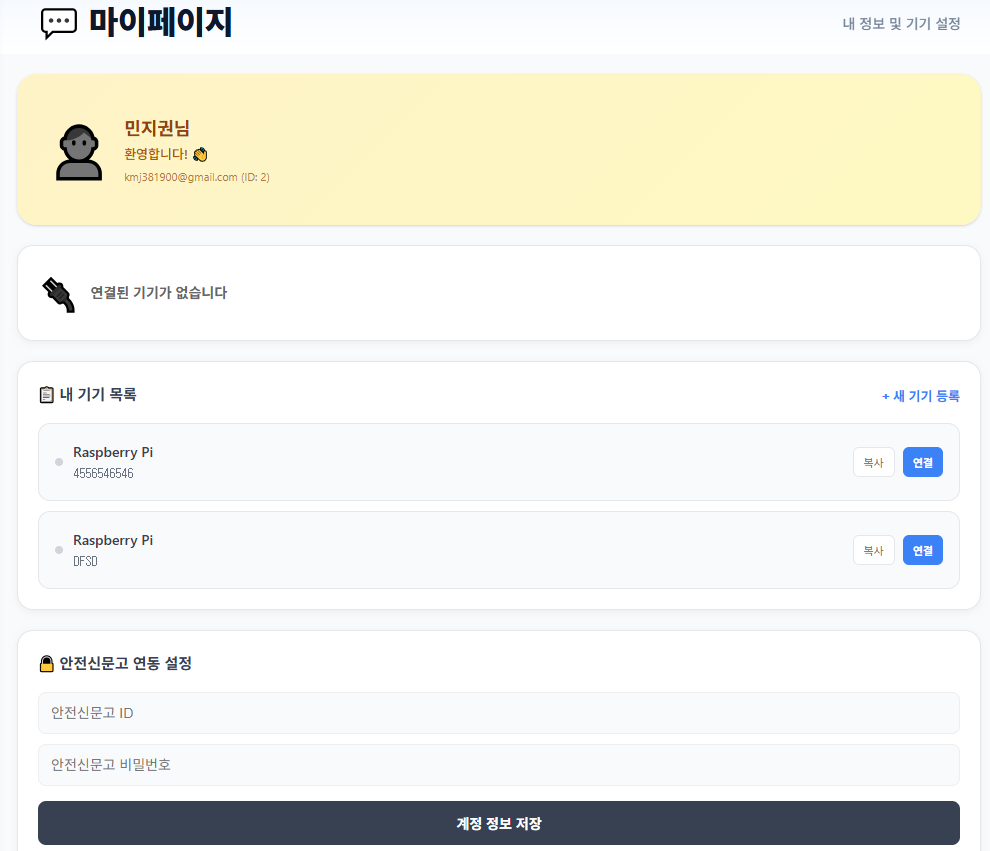 마이페이지
내 정보 및 기기 설정
민지권님
환영합니다! 👏
kmj381900@gmail.com (ID: 2)
연결된 기기가 없습니다
내 기기 목록
+ 새 기기 등록
Raspberry Pi
4556546546
복사
연결
Raspberry Pi
DFSD
복사
연결
안전신문고 연동 설정
안전신문고 ID
안전신문고 비밀번호
계정 정보 저장